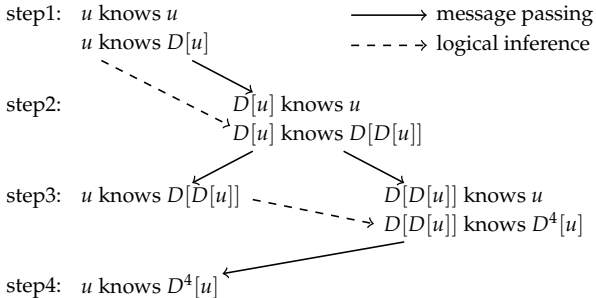 step1: u knows u
message passing
u knows D[u]
logical inference
step2: D[u] knows u
D[u] knows D[D[u]]
step3: u knows D[D[u]]
D[D[u]] knows u
D[D[u]] knows D⁴[u]
step4: u knows D⁴[u]